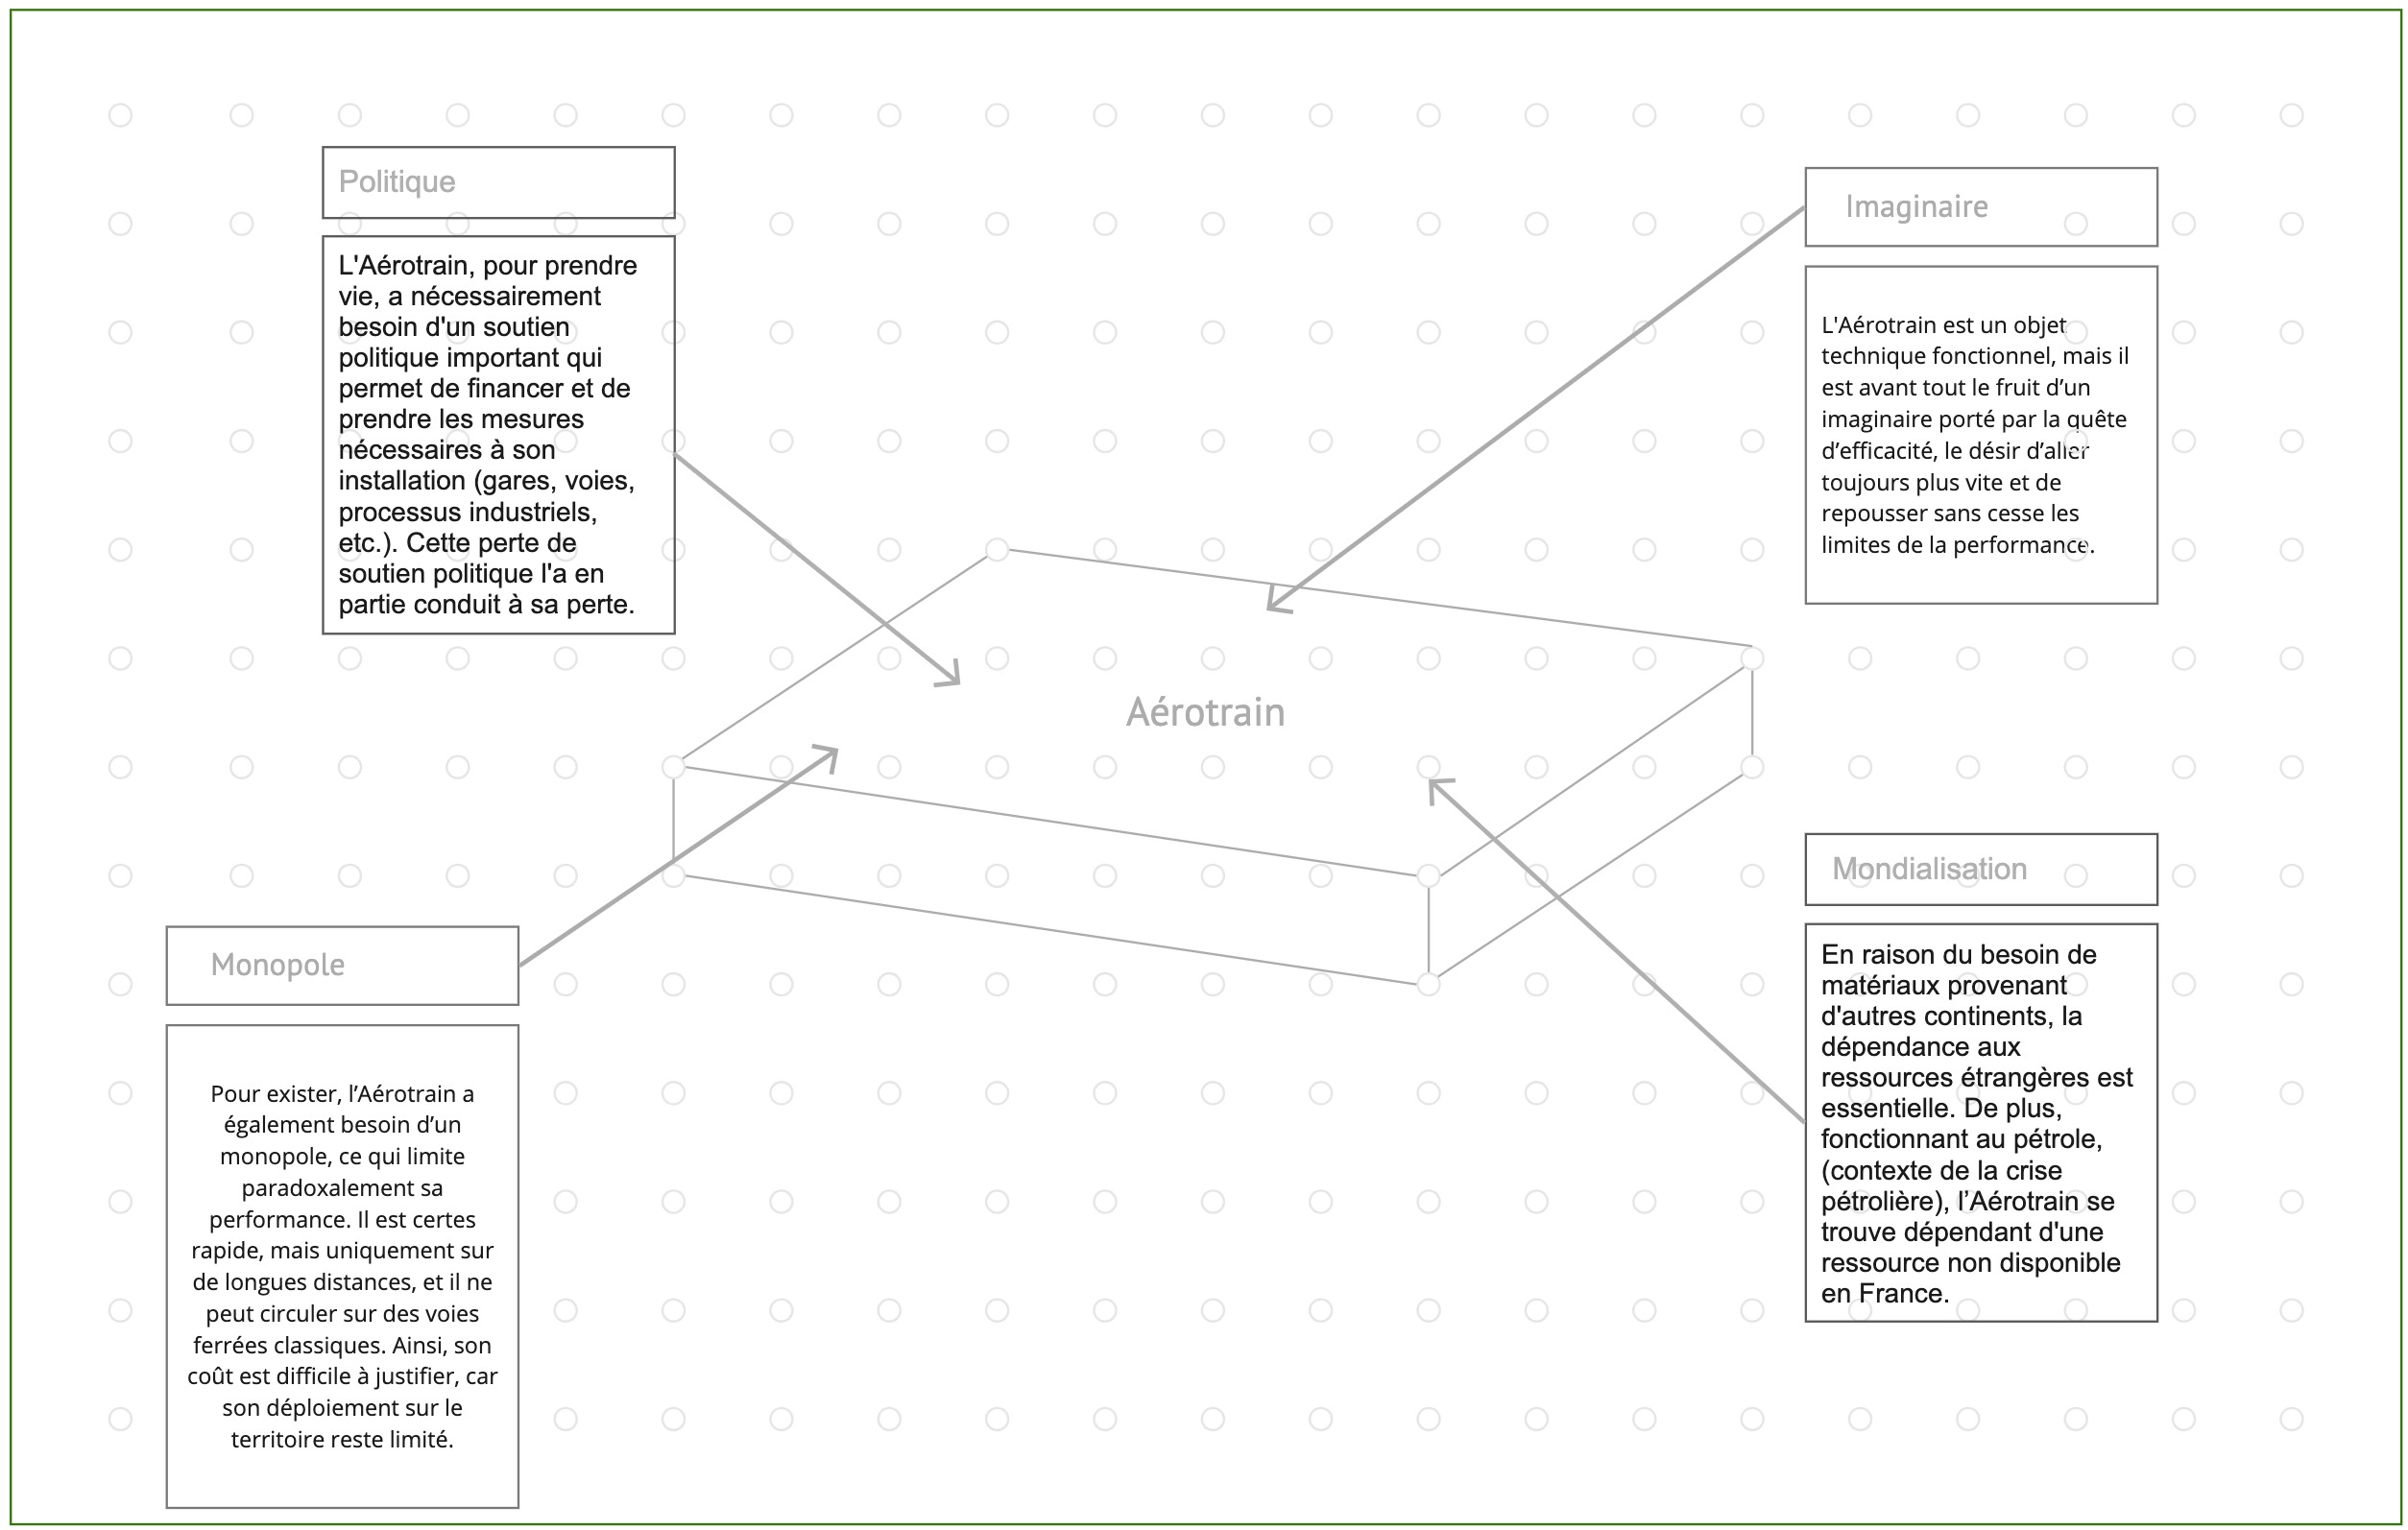 Politique
L'Aérotrain, pour prendre
vie, a nécessairement
besoin d'un soutien
politique important qui
permet de financer et de
prendre les mesures
nécessaires à son
installation (gares, voies,
processus industriels,
etc.). Cette perte de
soutien politique l'a en
partie conduit à sa perte.
Imaginaire
L'Aérotrain est un objet
technique fonctionnel, mais il
est avant tout le fruit d’un
imaginaire porté par la quête
d’efficacité, le désir d’aller
toujours plus vite et de
repousser sans cesse les
limites de la performance.
Aérotrain
Monopole
Pour exister, l’Aérotrain a
également besoin d’un
monopole, ce qui limite
paradoxalement sa
performance. Il est certes
rapide, mais uniquement sur
de longues distances, et il ne
peut circuler sur des voies
ferrées classiques. Ainsi, son
coût est difficile à justifier, car
son déploiement sur le
territoire reste limité.
Mondialisation
En raison du besoin de
matériaux provenant
d'autres continents, la
dépendance aux
ressources étrangères est
essentielle. De plus,
fonctionnant au pétrole,
(contexte de la crise
pétrolière), l’Aérotrain se
trouve dépendant d'une
ressource non disponible
en France.